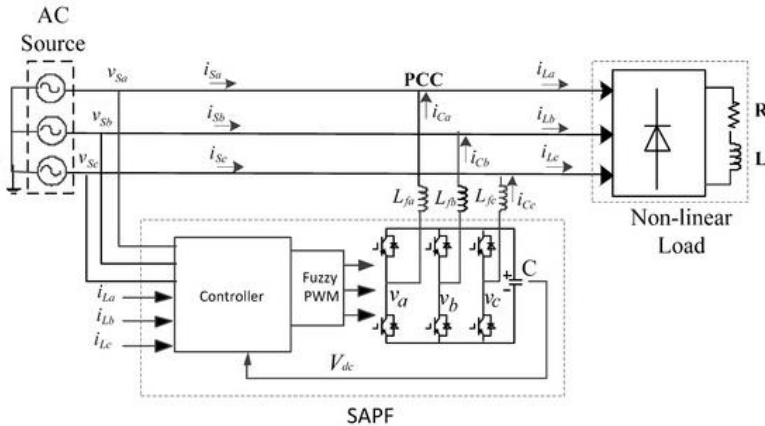 AC
Source
v_Sa
i_Sa
PCC
i_La
i_Ca
R
v_Sb
i_Sb
i_Lb
i_Cb
v_Sc
i_Sc
i_Lc
L
L_fa
L_fb
L_fc
i_Cc
Non-linear
Load
Controller
Fuzzy
PWM
v_a
v_b
v_c
+
-
C
i_La
i_Lb
i_Lc
V_dc
SAPF